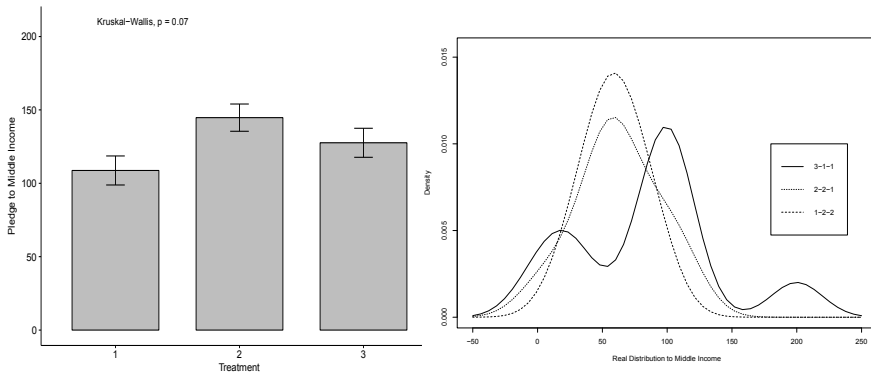 Kruskal−Wallis, p = 0.07
200
150
100
50
0
Pledge to Middle Income
1 2 3
Treatment
0.015
0.010
0.005
0.000
Density
3−1−1
2−2−1
1−2−2
−50 0 50 100 150 200 250
Real Distribution to Middle Income